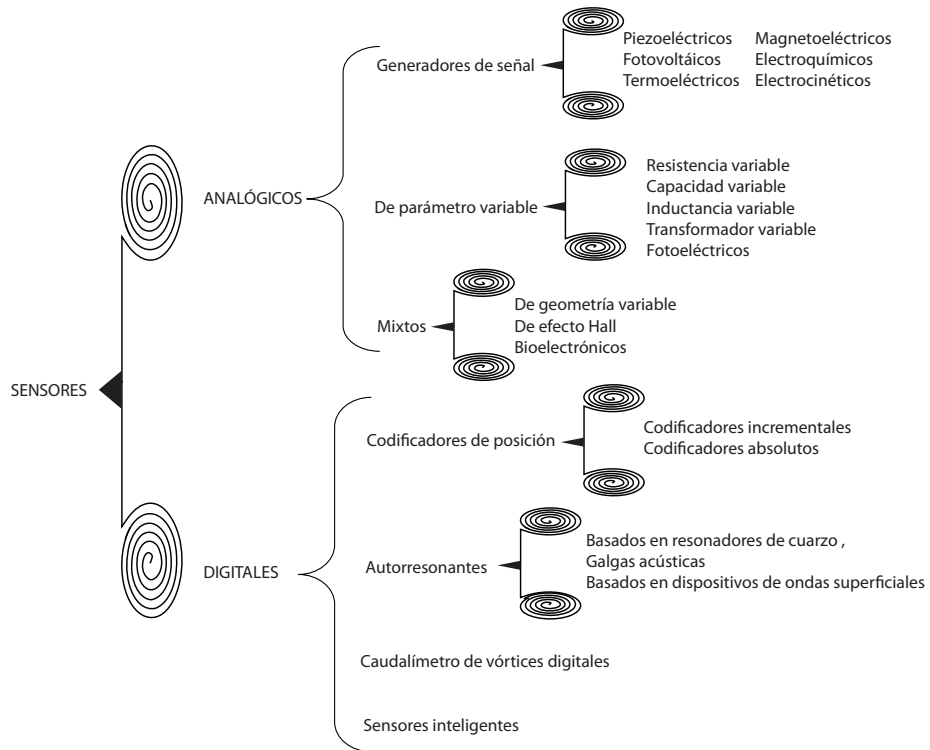 SENSORES
ANALÓGICOS
Generadores de señal
Piezoeléctricos Magnetoeléctricos
Fotovoltáicos Electroquímicos
Termoeléctricos Electrocinéticos
De parámetro variable
Resistencia variable
Capacidad variable
Inductancia variable
Transformador variable
Fotoeléctricos
Mixtos
De geometría variable
De efecto Hall
Bioelectrónicos
DIGITALES
Codificadores de posición
Codificadores incrementales
Codificadores absolutos
Autorresonantes
Basados en resonadores de cuarzo ,
Galgas acústicas
Basados en dispositivos de ondas superficiales
Caudalímetro de vórtices digitales
Sensores inteligentes